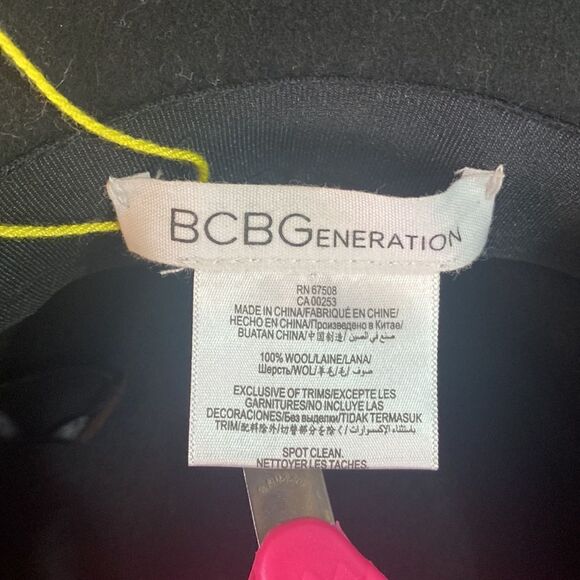 BCBGENERATION
RN 67508
CA 00253
MADE IN CHINA/FABRIQUÉ EN CHINE/
HECHO EN CHINA/Произведено в Китае/
BUATAN CHINA/中国制造/ صنع في الصين
100% WOOL/LAINE/LANA/
Шерсть/WOL/羊毛/毛/ صوف
EXCLUSIVE OF TRIMS/EXCEPTE LES
GARNITURES/NO INCLUYE LAS
DECORACIONES/Без выделки/TIDAK TERMASUK
TRIM/配料除外/切替部分を除く/ باستثناء الإكسسوارات
SPOT CLEAN.
NETTOYER LES TACHES.